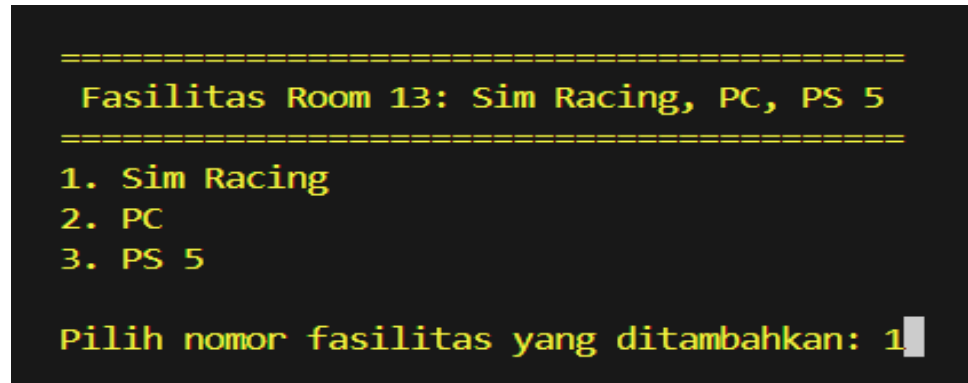 =========================================
Fasilitas Room 13: Sim Racing, PC, PS 5
=========================================
1. Sim Racing
2. PC
3. PS 5
Pilih nomor fasilitas yang ditambahkan: 1